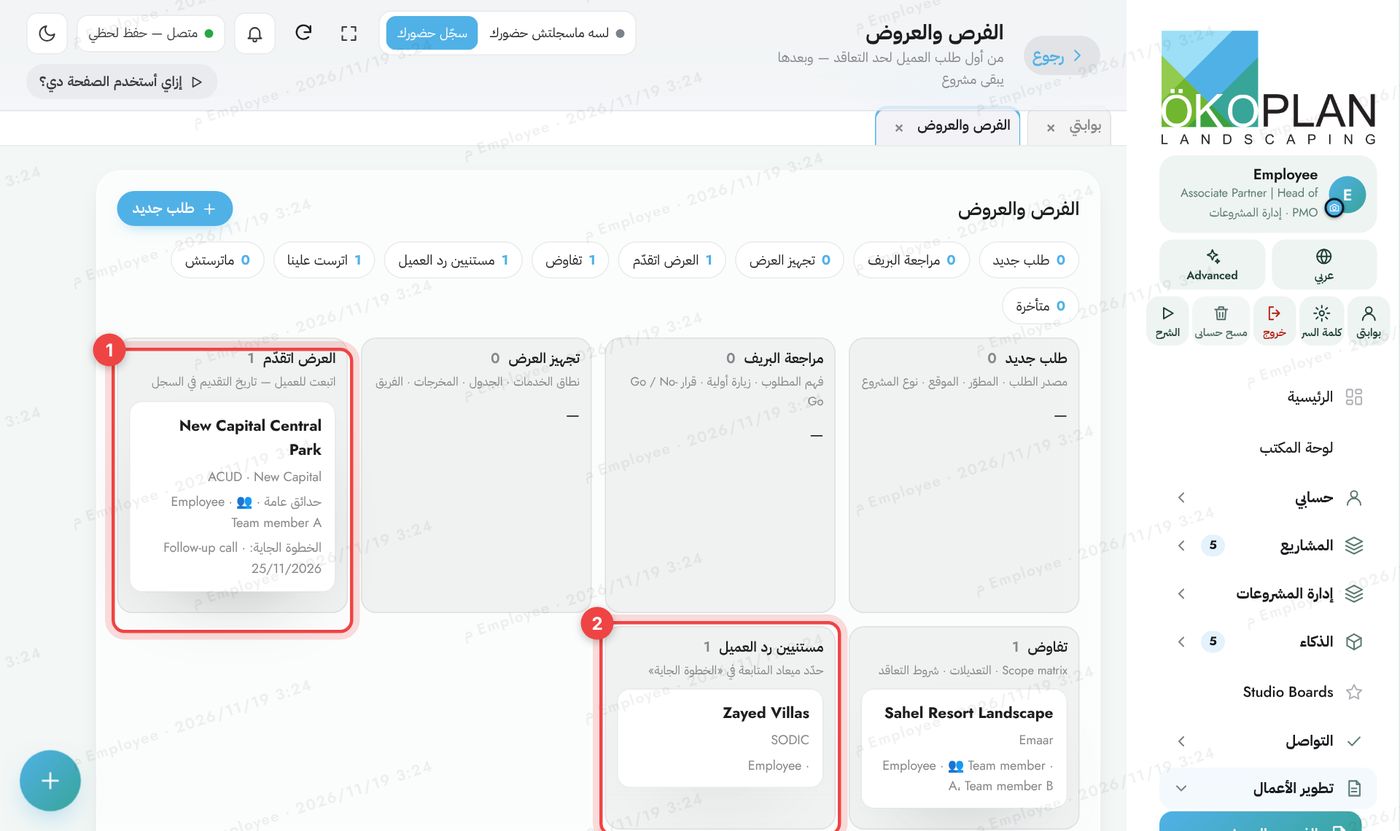 ÖKOPLAN
LANDSCAPING
Employee
Associate Partner | Head of
PMO · إدارة المشروعات
E
عربي
Advanced
بوابتي
كلمة السر
خروج
مسح حسابي
الشرح
الرئيسية
لوحة المكتب
حسابي
المشاريع 5
إدارة المشروعات
الذكاء 5
Studio Boards
التواصل
تطوير الأعمال
رجوع
الفرص والعروض
من أول طلب العميل لحد التعاقد — وبعدها
يبقى مشروع
لسه ماسجلتش حضورك
سجّل حضورك
متصل — حفظ لحظي
إزاي أستخدم الصفحة دي؟
بوابتي ×
الفرص والعروض ×
الفرص والعروض
+ طلب جديد
0 طلب جديد
0 مراجعة البريف
0 تجهيز العرض
1 العرض اتقدّم
1 تفاوض
1 مستنيين رد العميل
1 اترست علينا
0 ماترستش
0 متأخرة
طلب جديد 0
مصدر الطلب · المطوّر · الموقع · نوع المشروع
—
مراجعة البريف 0
فهم المطلوب · زيارة أولية · قرار Go / No-
Go
—
تجهيز العرض 0
نطاق الخدمات · الجدول · المخرجات · الفريق
—
1
العرض اتقدّم 1
اتبعت للعميل — تاريخ التقديم في السجل
New Capital Central
Park
ACUD · New Capital
حدائق عامة · 👥 Employee ·
Team member A
الخطوة الجاية: Follow-up call ·
25/11/2026
تفاوض 1
Scope matrix · التعديلات · شروط التعاقد
Sahel Resort Landscape
Emaar
Employee · 👥 Team member ·
A، Team member B
2
مستنيين رد العميل 1
حدّد ميعاد المتابعة في «الخطوة الجاية»
Zayed Villas
SODIC
Employee ·
+
م Employee · 2026/11/19 3:24